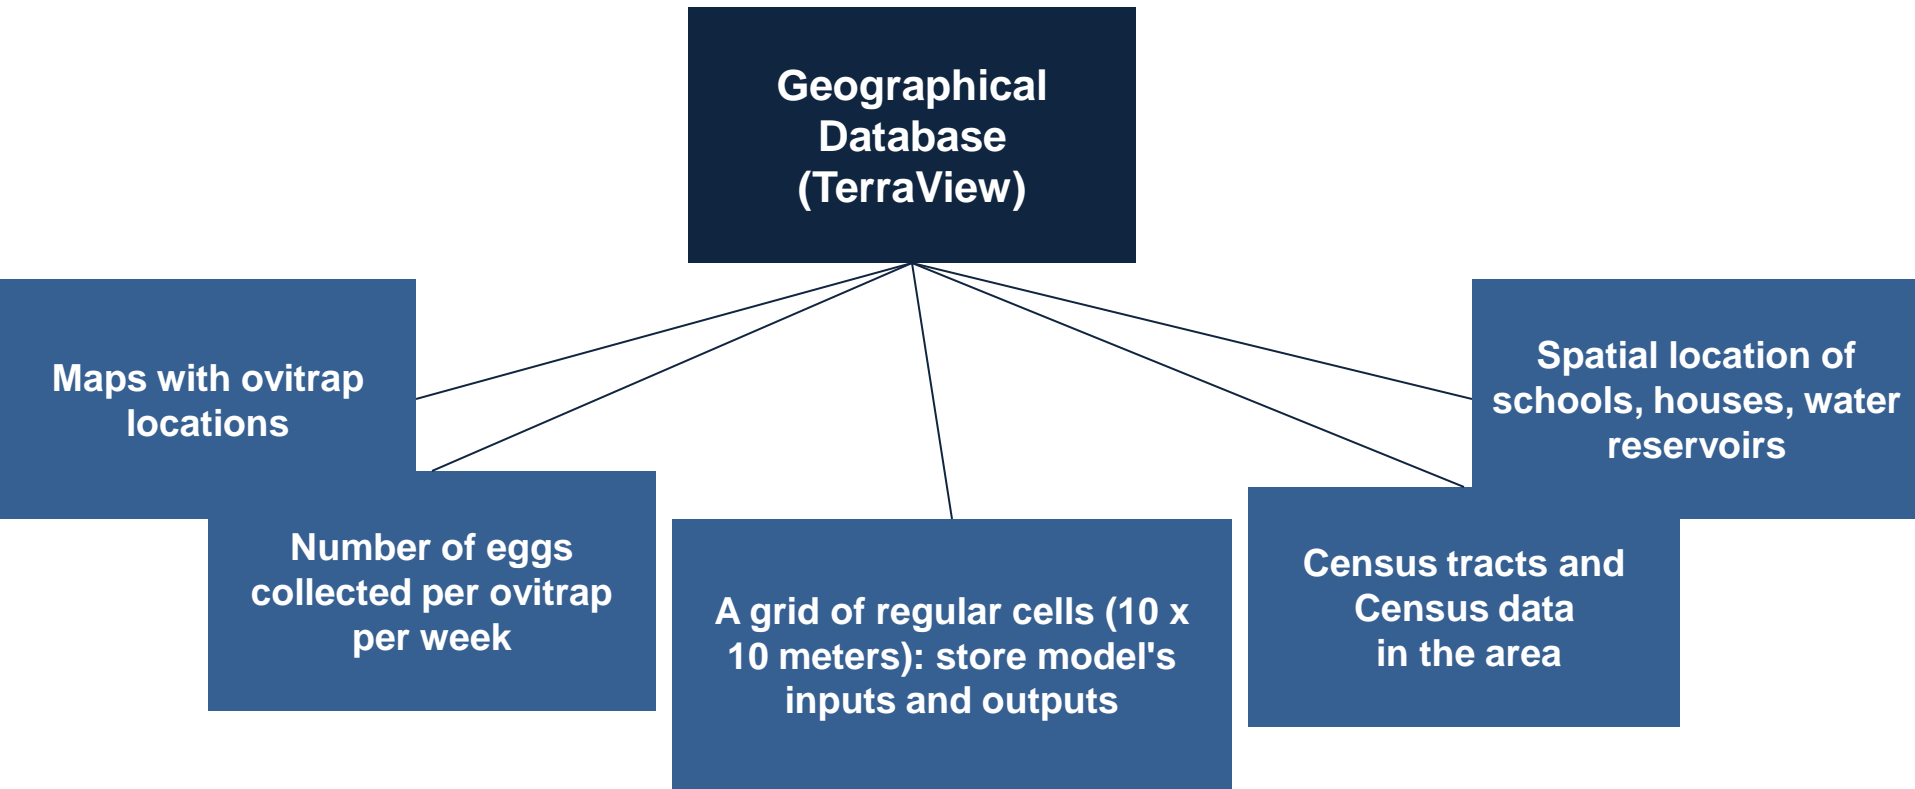 Geographical
Database
(TerraView)
Maps with ovitrap
locations
Number of eggs
collected per ovitrap
per week
A grid of regular cells (10 x
10 meters): store model's
inputs and outputs
Census tracts and
Census data
in the area
Spatial location of
schools, houses, water
reservoirs